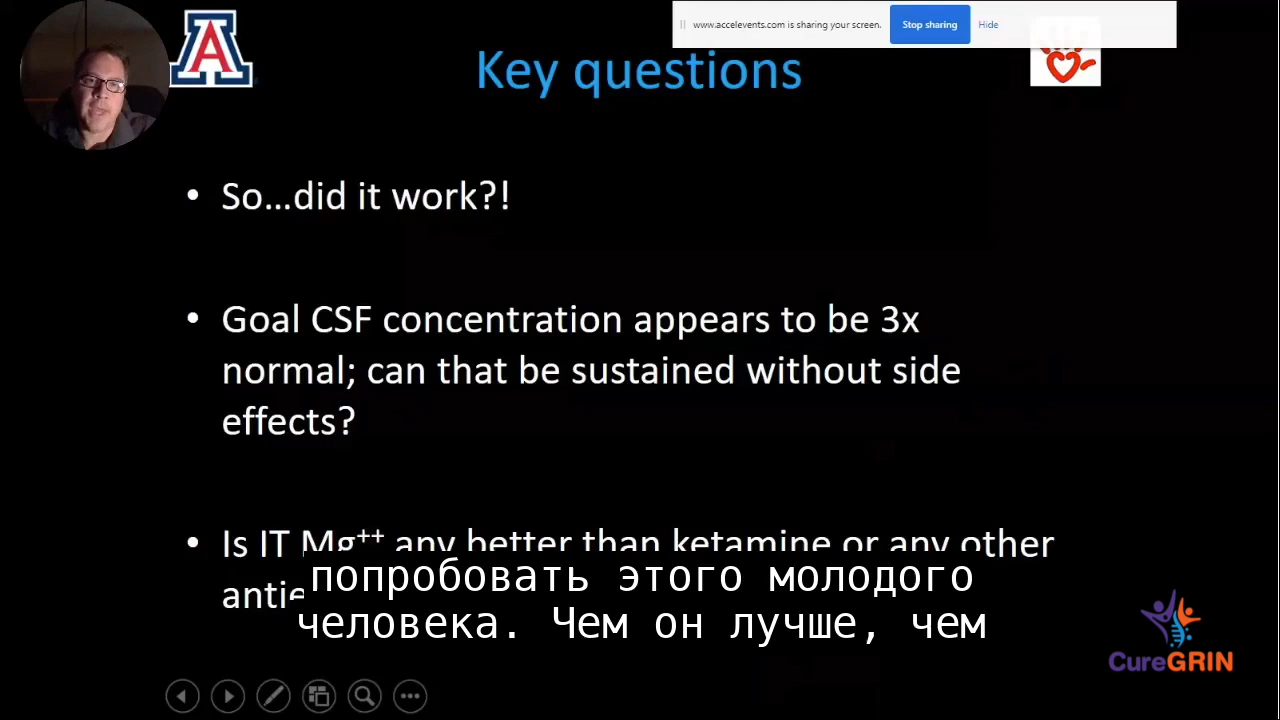 www.accelevents.com is sharing your screen. Stop sharing Hide
A
Key questions
• So...did it work?!
• Goal CSF concentration appears to be 3x
normal; can that be sustained without side
effects?
• Is IT Mg⁺⁺ any better than ketamine or any other
попробовать этого молодого
человека. Чем он лучше, чем
CureGRIN